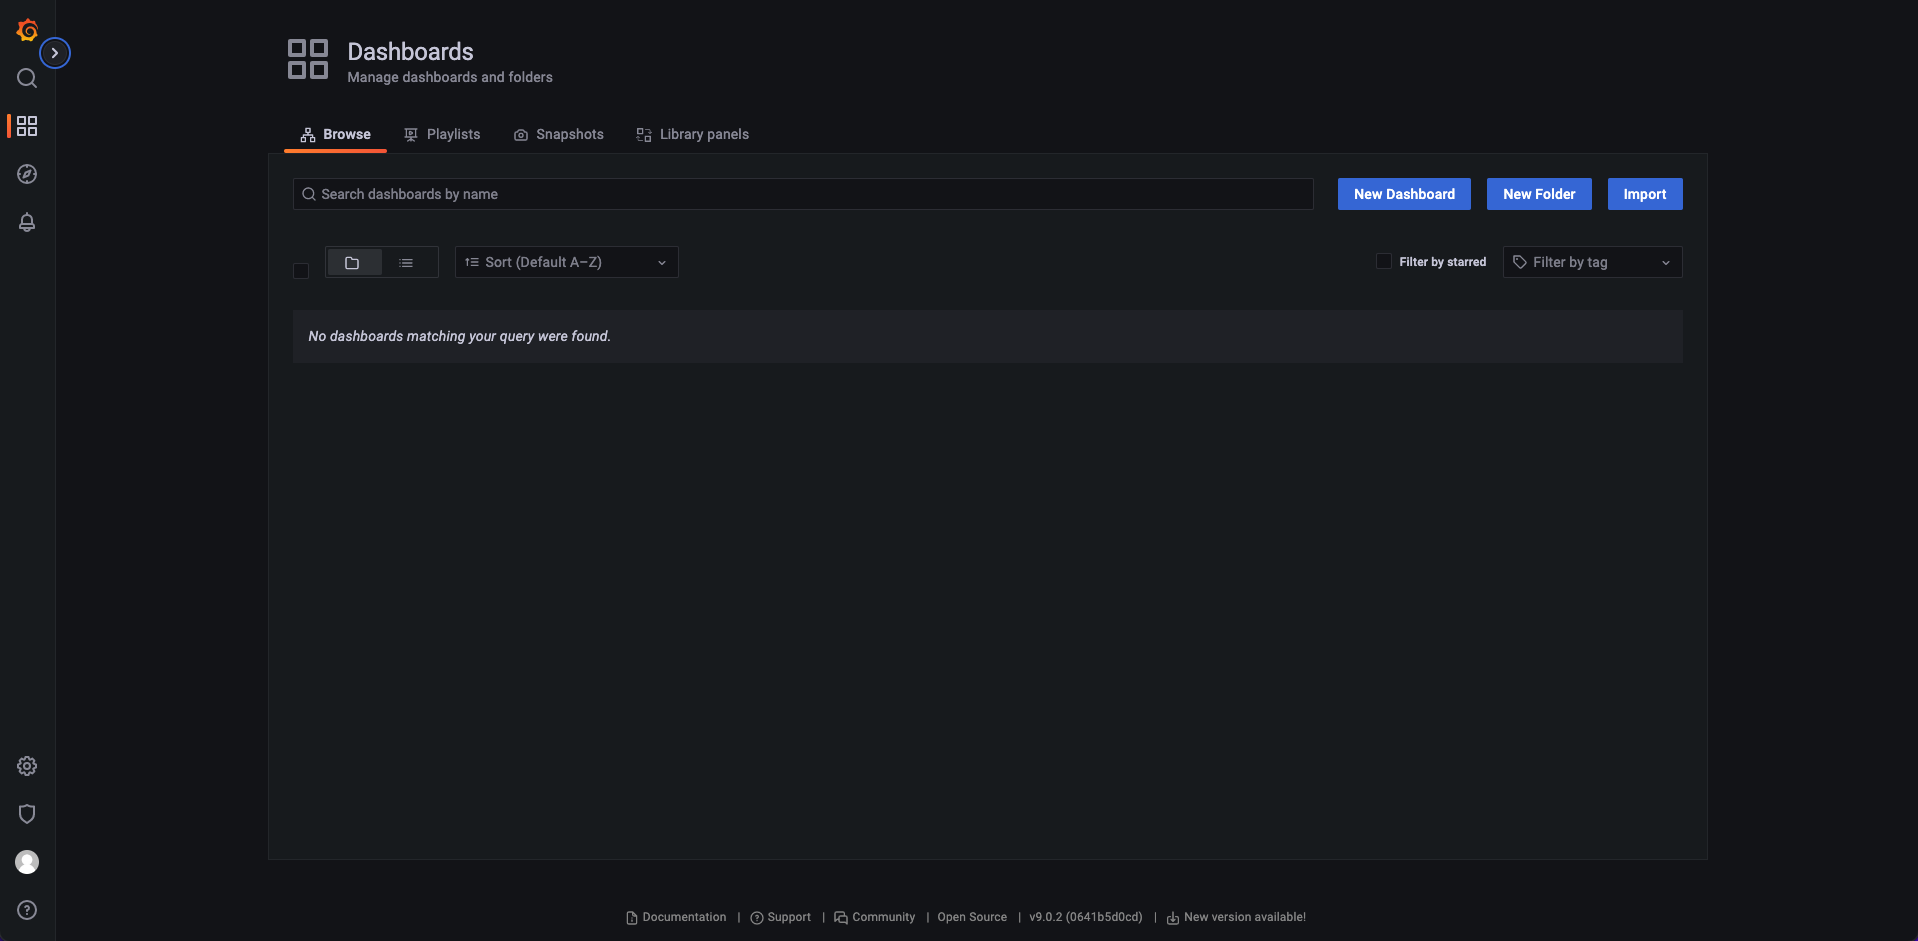 Dashboards
Manage dashboards and folders
Browse Playlists Snapshots Library panels
Search dashboards by name New Dashboard New Folder Import
Sort (Default A–Z) Filter by starred Filter by tag
No dashboards matching your query were found.
Documentation | Support | Community | Open Source | v9.0.2 (0641b5d0cd) | New version available!